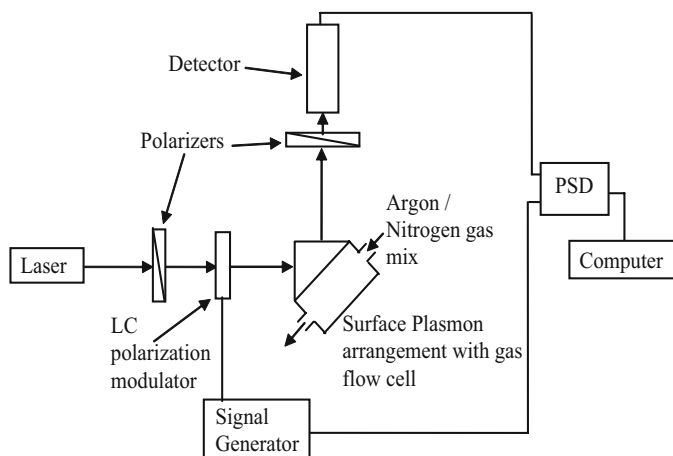 Detector
Polarizers
PSD
Argon /
Nitrogen gas
mix
Laser
Computer
LC
polarization
modulator
Surface Plasmon
arrangement with gas
flow cell
Signal
Generator